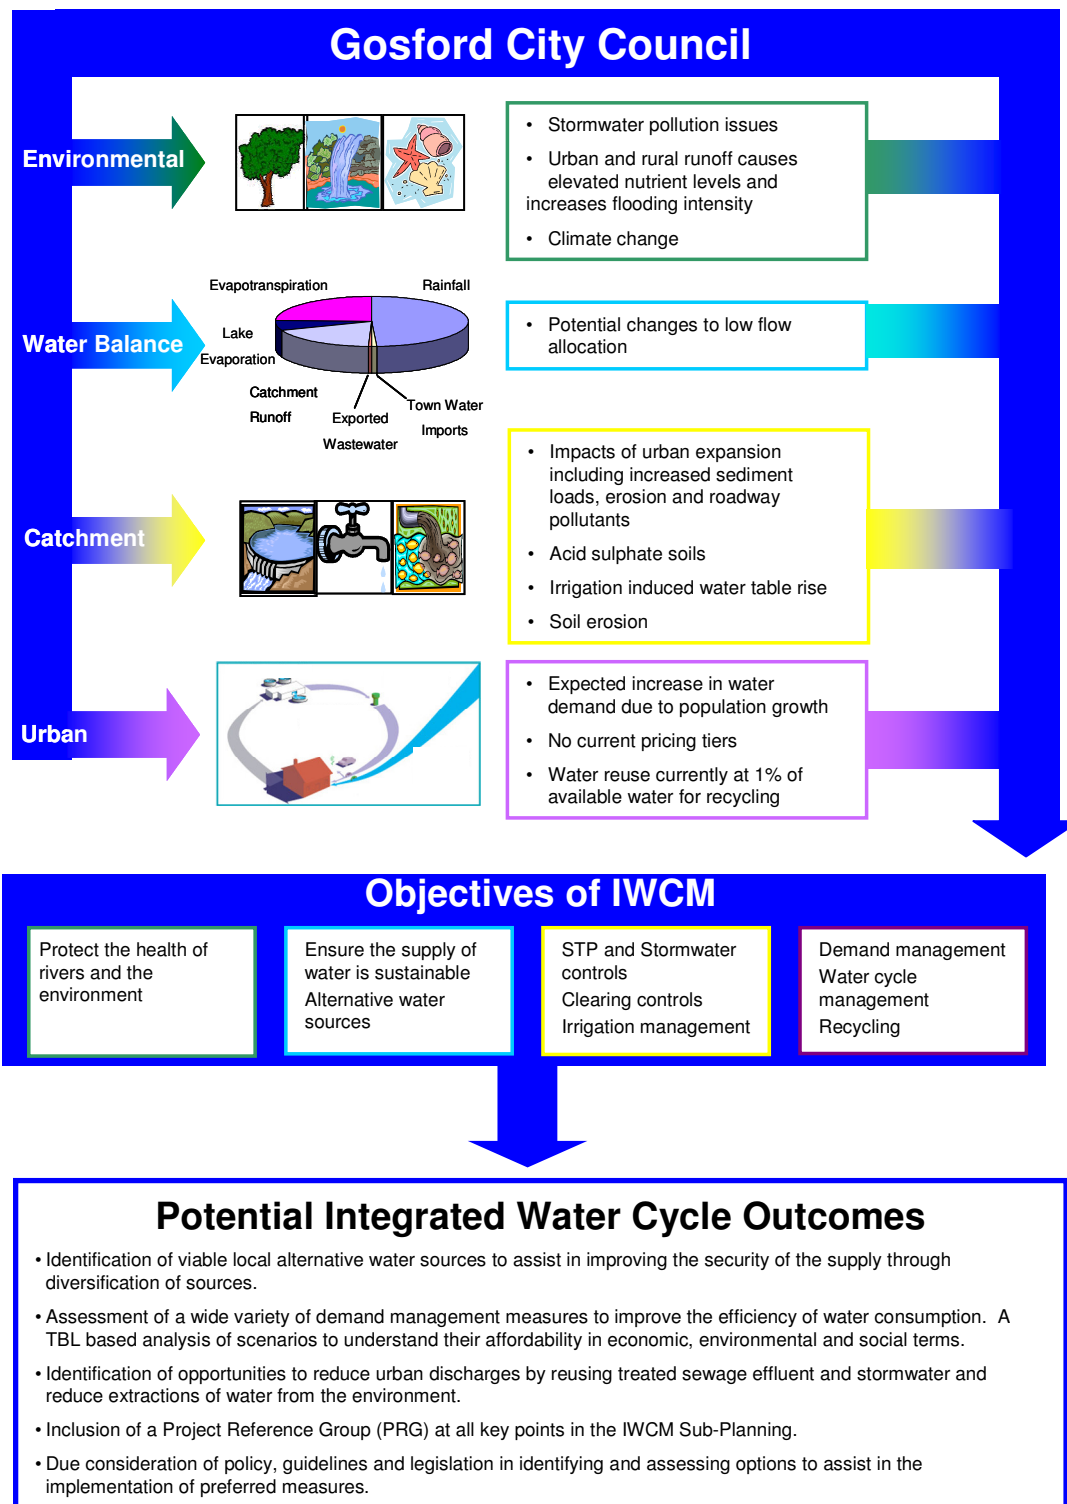 Gosford City Council
Environmental
• Stormwater pollution issues
• Urban and rural runoff causes
elevated nutrient levels and
increases flooding intensity
• Climate change
Water Balance
Evapotranspiration
Rainfall
Lake
Evaporation
Catchment
Runoff
Exported
Wastewater
Town Water
Imports
• Potential changes to low flow
allocation
Catchment
• Impacts of urban expansion
including increased sediment
loads, erosion and roadway
pollutants
• Acid sulphate soils
• Irrigation induced water table rise
• Soil erosion
Urban
• Expected increase in water
demand due to population growth
• No current pricing tiers
• Water reuse currently at 1% of
available water for recycling
Objectives of IWCM
Protect the health of
rivers and the
environment
Ensure the supply of
water is sustainable
Alternative water
sources
STP and Stormwater
controls
Clearing controls
Irrigation management
Demand management
Water cycle
management
Recycling
Potential Integrated Water Cycle Outcomes
• Identification of viable local alternative water sources to assist in improving the security of the supply through
diversification of sources.
• Assessment of a wide variety of demand management measures to improve the efficiency of water consumption. A
TBL based analysis of scenarios to understand their affordability in economic, environmental and social terms.
• Identification of opportunities to reduce urban discharges by reusing treated sewage effluent and stormwater and
reduce extractions of water from the environment.
• Inclusion of a Project Reference Group (PRG) at all key points in the IWCM Sub-Planning.
• Due consideration of policy, guidelines and legislation in identifying and assessing options to assist in the
implementation of preferred measures.